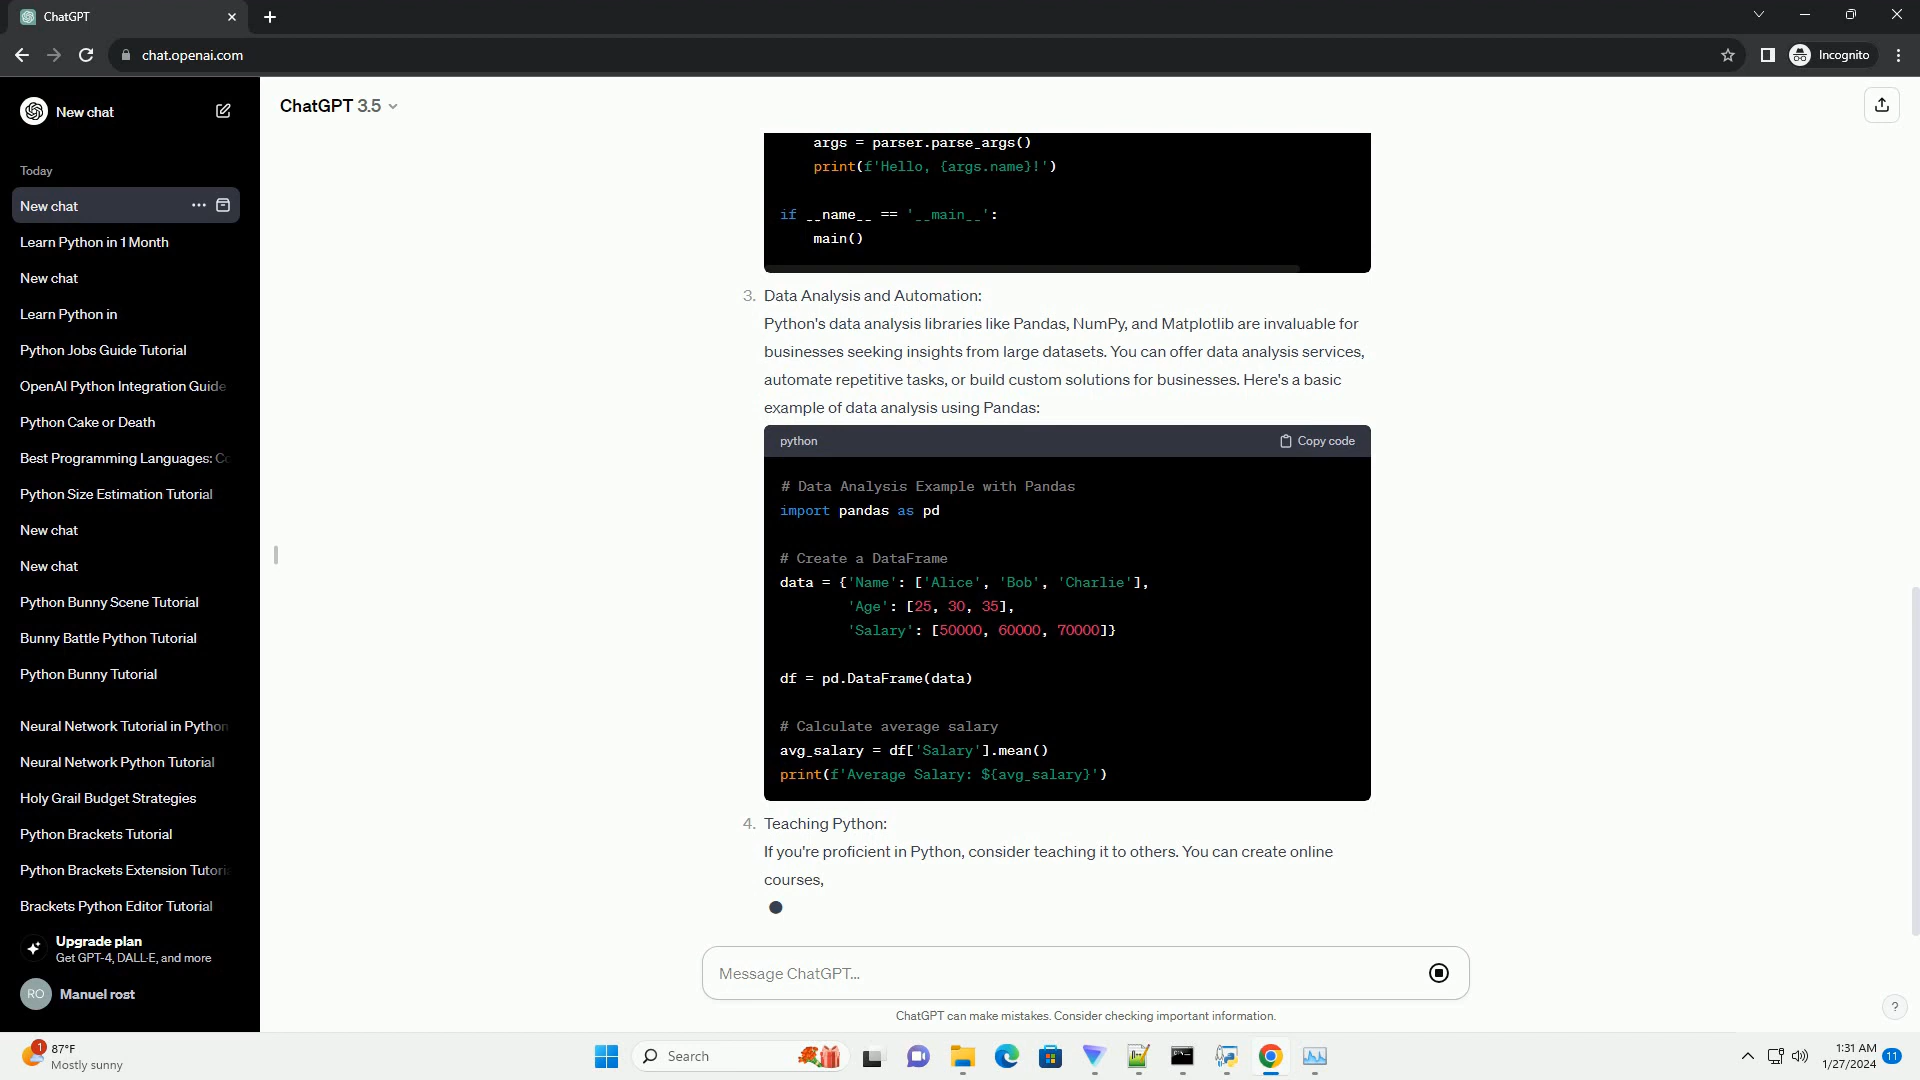 ChatGPT
chat.openai.com
Incognito
New chat
Today
New chat
Learn Python in 1 Month
New chat
Learn Python in
Python Jobs Guide Tutorial
OpenAI Python Integration Guide
Python Cake or Death
Best Programming Languages: Co
Python Size Estimation Tutorial
New chat
New chat
Python Bunny Scene Tutorial
Bunny Battle Python Tutorial
Python Bunny Tutorial
Neural Network Tutorial in Python
Neural Network Python Tutorial
Holy Grail Budget Strategies
Python Brackets Tutorial
Python Brackets Extension Tutori
Brackets Python Editor Tutorial
Upgrade plan
Get GPT-4, DALL·E, and more
RO Manuel rost
ChatGPT 3.5
args = parser.parse_args()
print(f'Hello, {args.name}!')
if __name__ == '__main__':
main()
3. Data Analysis and Automation:
Python's data analysis libraries like Pandas, NumPy, and Matplotlib are invaluable for
businesses seeking insights from large datasets. You can offer data analysis services,
automate repetitive tasks, or build custom solutions for businesses. Here's a basic
example of data analysis using Pandas:
python Copy code
# Data Analysis Example with Pandas
import pandas as pd
# Create a DataFrame
data = {'Name': ['Alice', 'Bob', 'Charlie'],
'Age': [25, 30, 35],
'Salary': [50000, 60000, 70000]}
df = pd.DataFrame(data)
# Calculate average salary
avg_salary = df['Salary'].mean()
print(f'Average Salary: ${avg_salary}')
4. Teaching Python:
If you're proficient in Python, consider teaching it to others. You can create online
courses,
Message ChatGPT...
ChatGPT can make mistakes. Consider checking important information.
?
1
87°F
Mostly sunny
Search
1:31 AM
1/27/2024
11